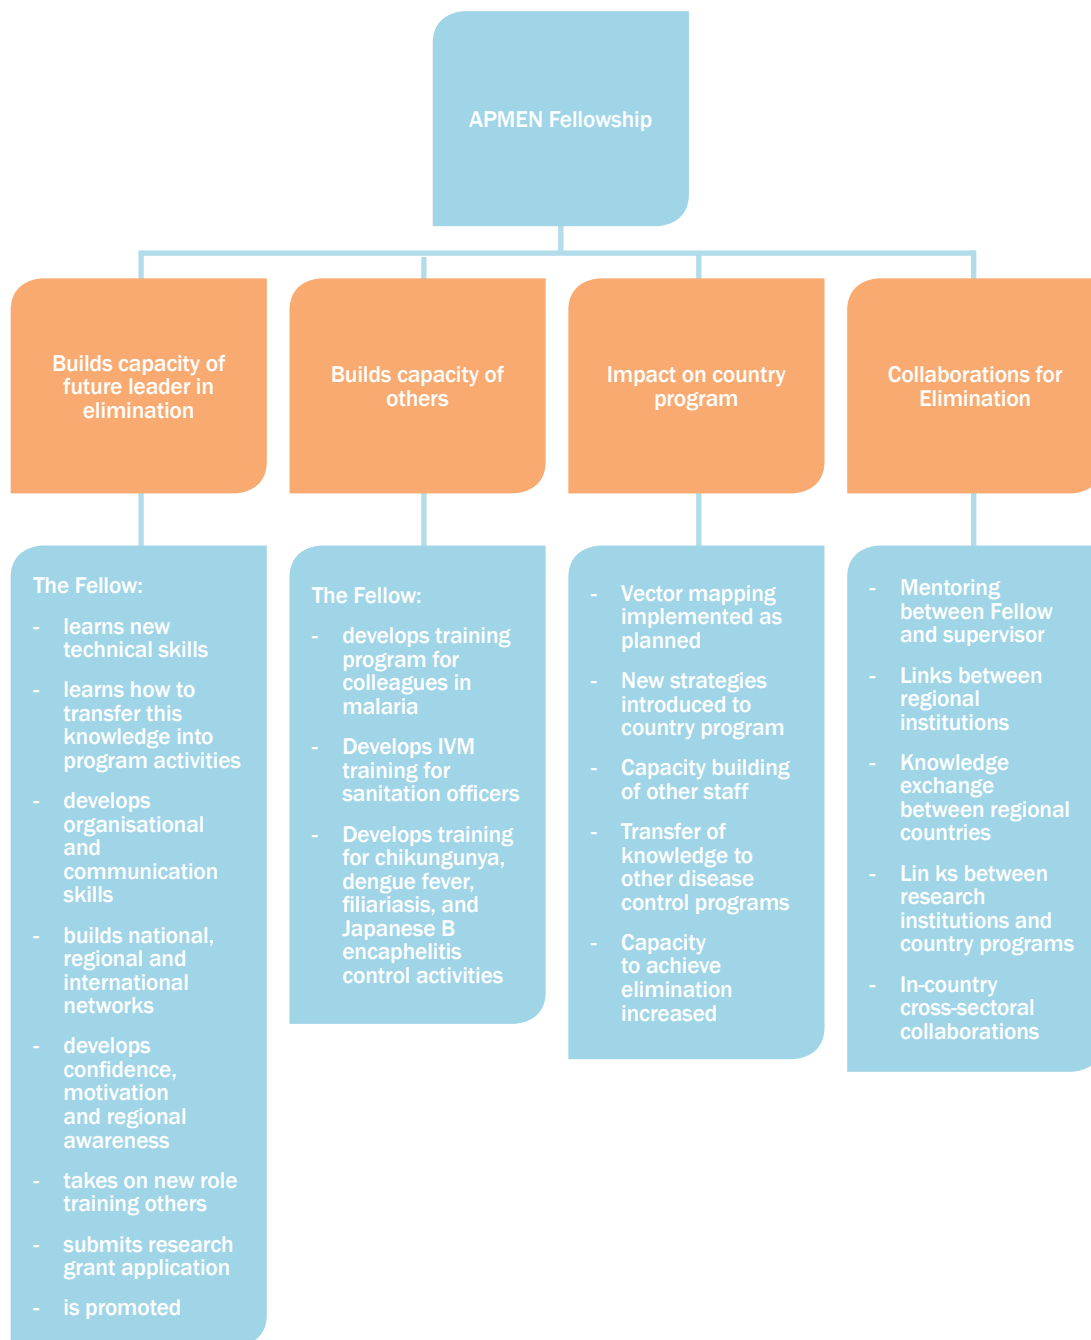 APMEN Fellowship
Builds capacity of
future leader in
elimination
Builds capacity of
others
Impact on country
program
Collaborations for
Elimination
The Fellow:
- learns new
technical skills
- learns how to
transfer this
knowledge into
program activities
- develops
organisational
and
communication
skills
- builds national,
regional and
international
networks
- develops
confidence,
motivation
and regional
awareness
- takes on new role
training others
- submits research
grant application
- is promoted
The Fellow:
- develops training
program for
colleagues in
malaria
- Develops IVM
training for
sanitation officers
- Develops training
for chikungunya,
dengue fever,
filiariasis, and
Japanese B
encaphelitis
control activities
- Vector mapping
implemented as
planned
- New strategies
introduced to
country program
- Capacity building
of other staff
- Transfer of
knowledge to
other disease
control programs
- Capacity
to achieve
elimination
increased
- Mentoring
between Fellow
and supervisor
- Links between
regional
institutions
- Knowledge
exchange
between regional
countries
- Lin ks between
research
institutions and
country programs
- In-country
cross-sectoral
collaborations